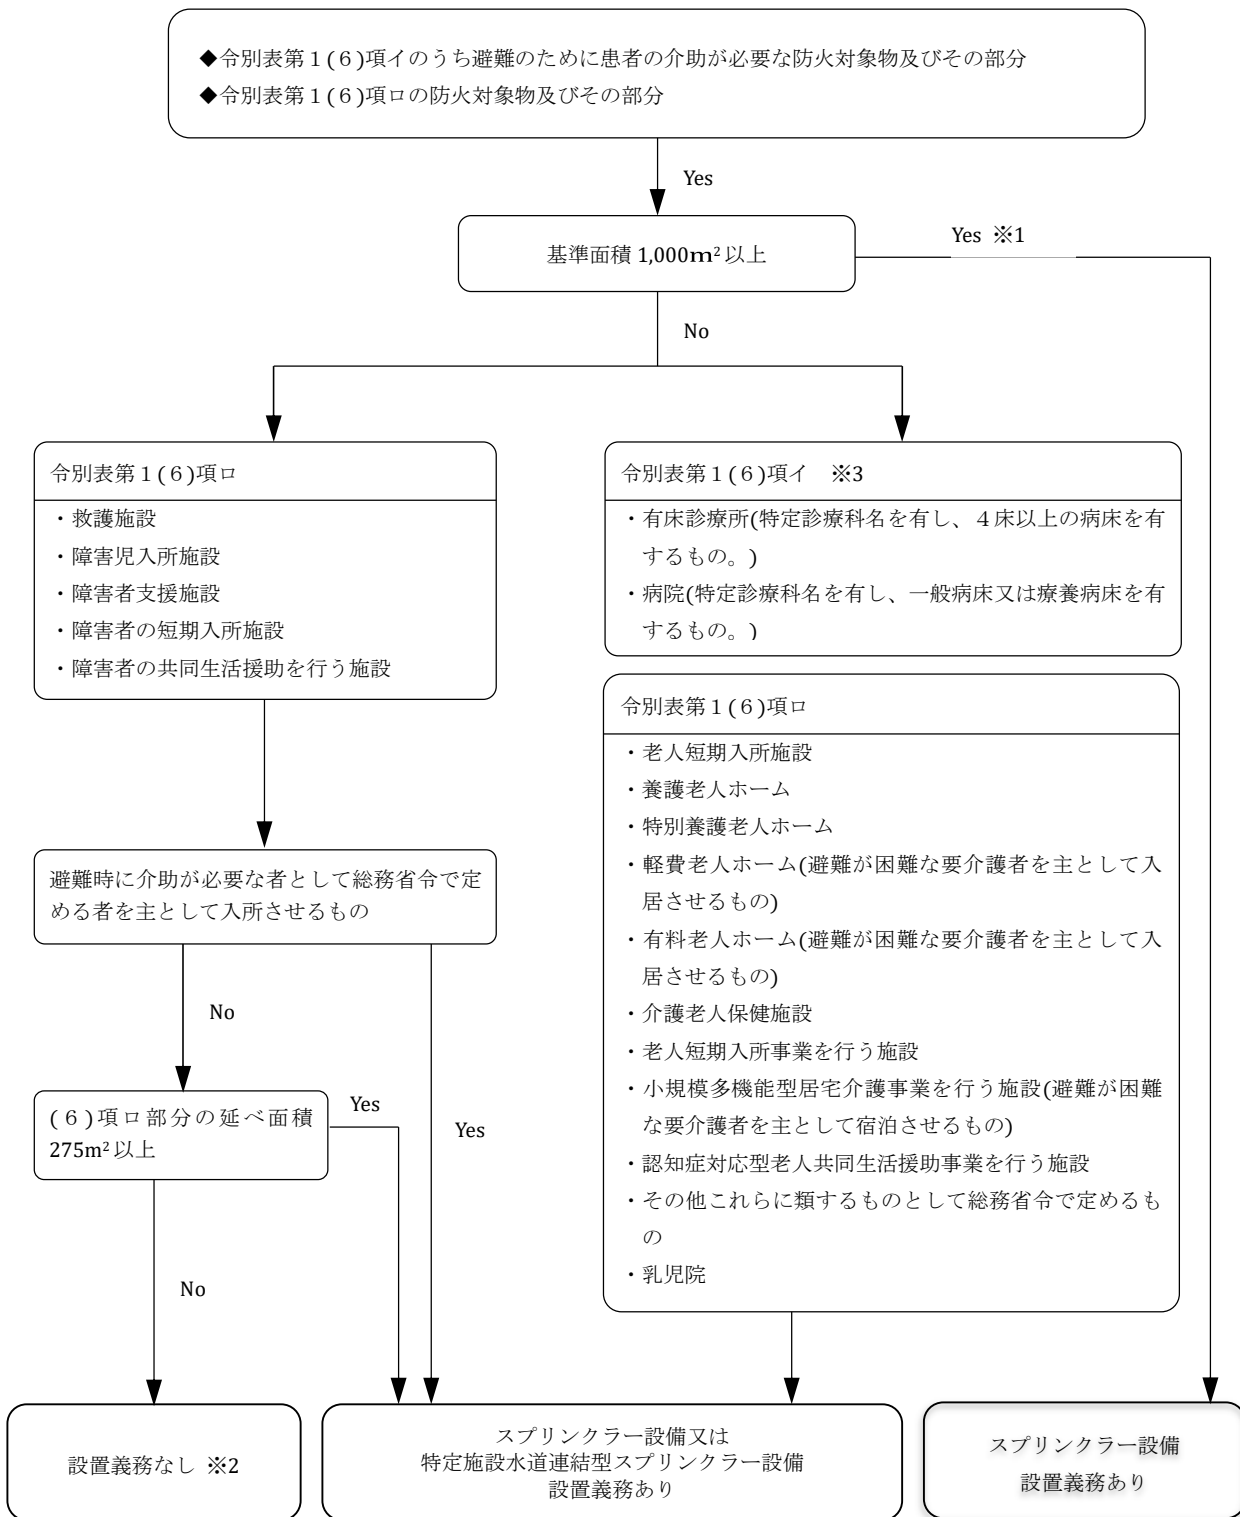 ◆令別表第1(6)項イのうち避難のために患者の介助が必要な防火対象物及びその部分
◆令別表第1(6)項ロの防火対象物及びその部分
Yes
基準面積 1,000m²以上
Yes ※1
No
令別表第1(6)項ロ
・救護施設
・障害児入所施設
・障害者支援施設
・障害者の短期入所施設
・障害者の共同生活援助を行う施設
令別表第1(6)項イ ※3
・有床診療所(特定診療科名を有し、4床以上の病床を有
するもの。)
・病院(特定診療科名を有し、一般病床又は療養病床を有
するもの。)
令別表第1(6)項ロ
・老人短期入所施設
・養護老人ホーム
・特別養護老人ホーム
・軽費老人ホーム(避難が困難な要介護者を主として入
居させるもの)
・有料老人ホーム(避難が困難な要介護者を主として入
居させるもの)
・介護老人保健施設
・老人短期入所事業を行う施設
・小規模多機能型居宅介護事業を行う施設(避難が困難
な要介護者を主として宿泊させるもの)
・認知症対応型老人共同生活援助事業を行う施設
・その他これらに類するものとして総務省令で定めるも
の
・乳児院
避難時に介助が必要な者として総務省令で定
める者を主として入所させるもの
No
Yes
(6)項ロ部分の延べ面積
275m²以上
Yes
No
設置義務なし ※2
スプリンクラー設備又は
特定施設水道連結型スプリンクラー設備
設置義務あり
スプリンクラー設備
設置義務あり